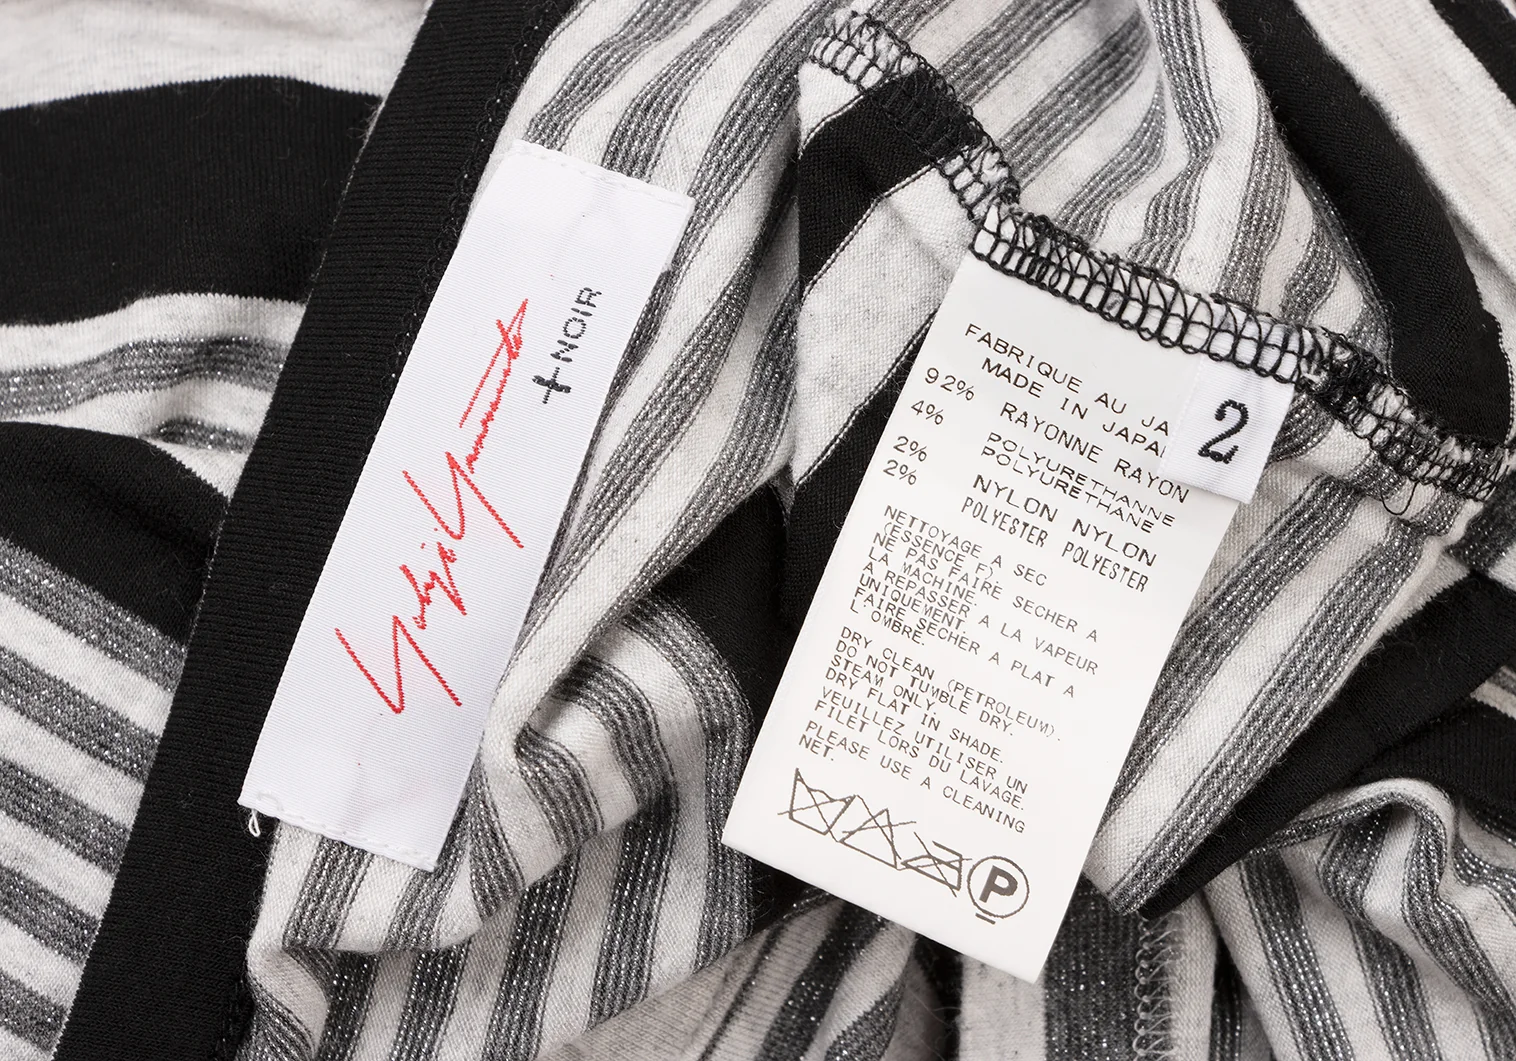 Yohji Yamamoto
+NOIR
2
FABRIQUE AU JA
MADE IN JAPAN
92% RAYONNE RAYON
4% POLYURETHANNE
POLYURETHANE
2% NYLON NYLON
2% POLYESTER POLYESTER
NETTOYAGE A SEC
(ESSENCE F).
NE PAS FAIRE SECHER A
LA MACHINE.
A REPASSER A LA VAPEUR
UNIQUEMENT.
FAIRE SECHER A PLAT A
L'OMBRE.
DRY CLEAN (PETROLEUM).
DO NOT TUMBLE DRY.
STEAM ONLY.
DRY FLAT IN SHADE.
VEUILLEZ UTILISER UN
FILET LORS DU LAVAGE.
PLEASE USE A CLEANING
NET.
P